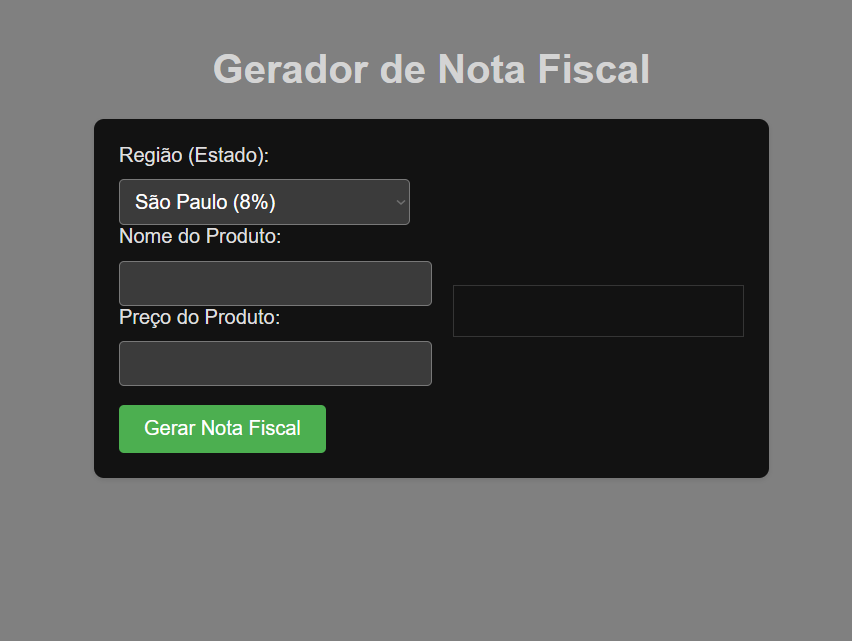 Gerador de Nota Fiscal
Região (Estado):
São Paulo (8%)
Nome do Produto:
Preço do Produto:
Gerar Nota Fiscal